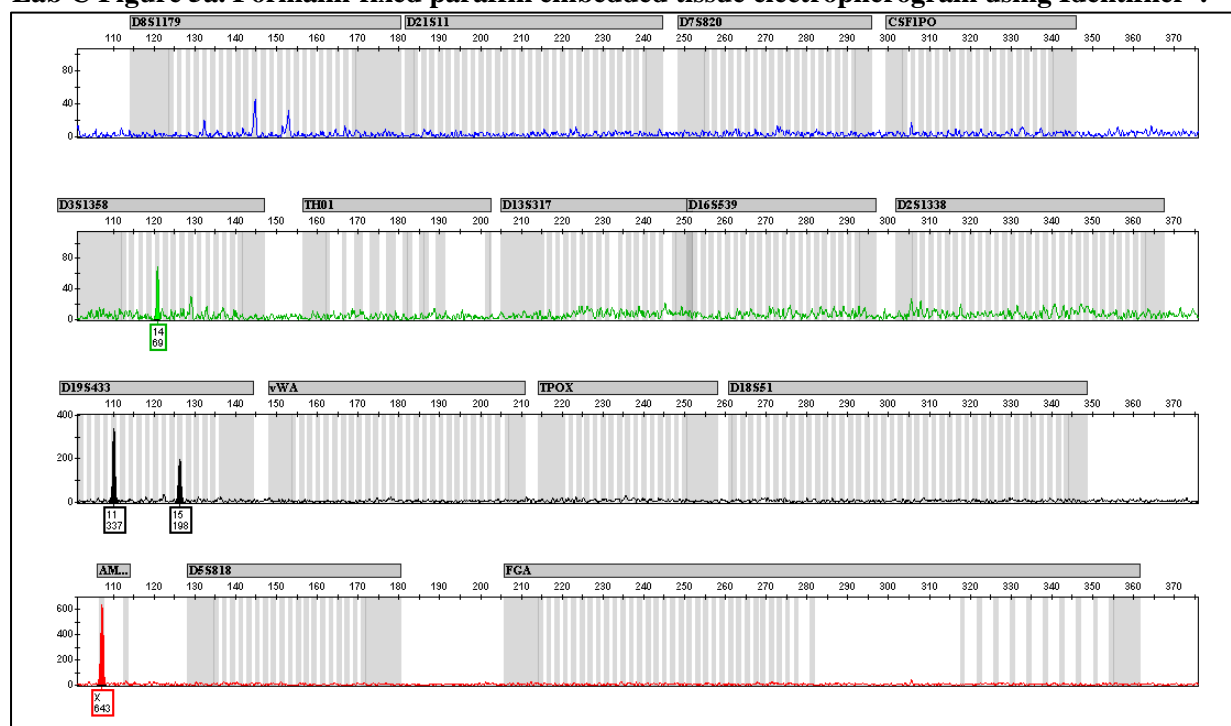 Lab C Figure 5a. Formalin-fixed paraffin embedded tissue electropherogram using Identifiler
D8S1179 D21S11 D7S820 CSF1PO
110 120 130 140 150 160 170 180 190 200 210 220 230 240 250 260 270 280 290 300 310 320 330 340 350 360 370
80
40
0
D3S1358 TH01 D13S317 D16S539 D2S1338
110 120 130 140 150 160 170 180 190 200 210 220 230 240 250 260 270 280 290 300 310 320 330 340 350 360 370
80
40
0
14
69
D19S433 vWA TPOX D18S51
110 120 130 140 150 160 170 180 190 200 210 220 230 240 250 260 270 280 290 300 310 320 330 340 350 360 370
400
200
0
11 15
337 198
AM... D5S818 FGA
110 120 130 140 150 160 170 180 190 200 210 220 230 240 250 260 270 280 290 300 310 320 330 340 350 360 370
600
400
200
0
X
643